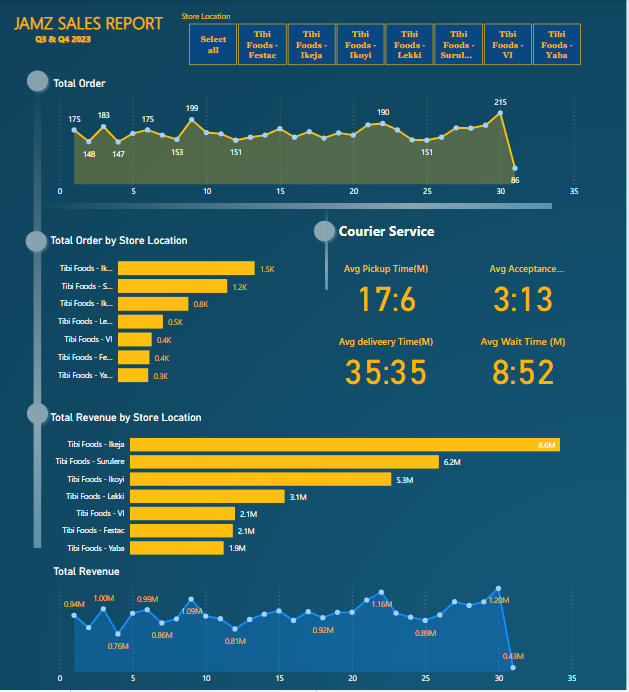 JAMZ SALES REPORT
Q3 & Q4 2023
Store Location
Select all
Tibi Foods - Festac
Tibi Foods - Ikeja
Tibi Foods - Ikoyi
Tibi Foods - Lekki
Tibi Foods - Surul...
Tibi Foods - VI
Tibi Foods - Yaba
Total Order
175
148
183
147
175
153
199
151
190
151
215
86
0
5
10
15
20
25
30
35
Total Order by Store Location
Tibi Foods - Ik...
1.5K
Tibi Foods - S...
1.2K
Tibi Foods - Ik...
0.8K
Tibi Foods - Le...
0.5K
Tibi Foods - VI
0.4K
Tibi Foods - Fe...
0.4K
Tibi Foods - Ya...
0.3K
Courier Service
Avg Pickup Time(M)
17:6
Avg Acceptance...
3:13
Avg deliveery Time(M)
35:35
Avg Wait Time (M)
8:52
Total Revenue by Store Location
Tibi Foods - Ikeja
8.6M
Tibi Foods - Surulere
6.2M
Tibi Foods - Ikoyi
5.3M
Tibi Foods - Lekki
3.1M
Tibi Foods - VI
2.1M
Tibi Foods - Festac
2.1M
Tibi Foods - Yaba
1.9M
Total Revenue
0.94M
1.00M
0.76M
0.99M
0.86M
1.09M
0.81M
0.92M
1.16M
0.89M
1.20M
0.43M
0
5
10
15
20
25
30
35